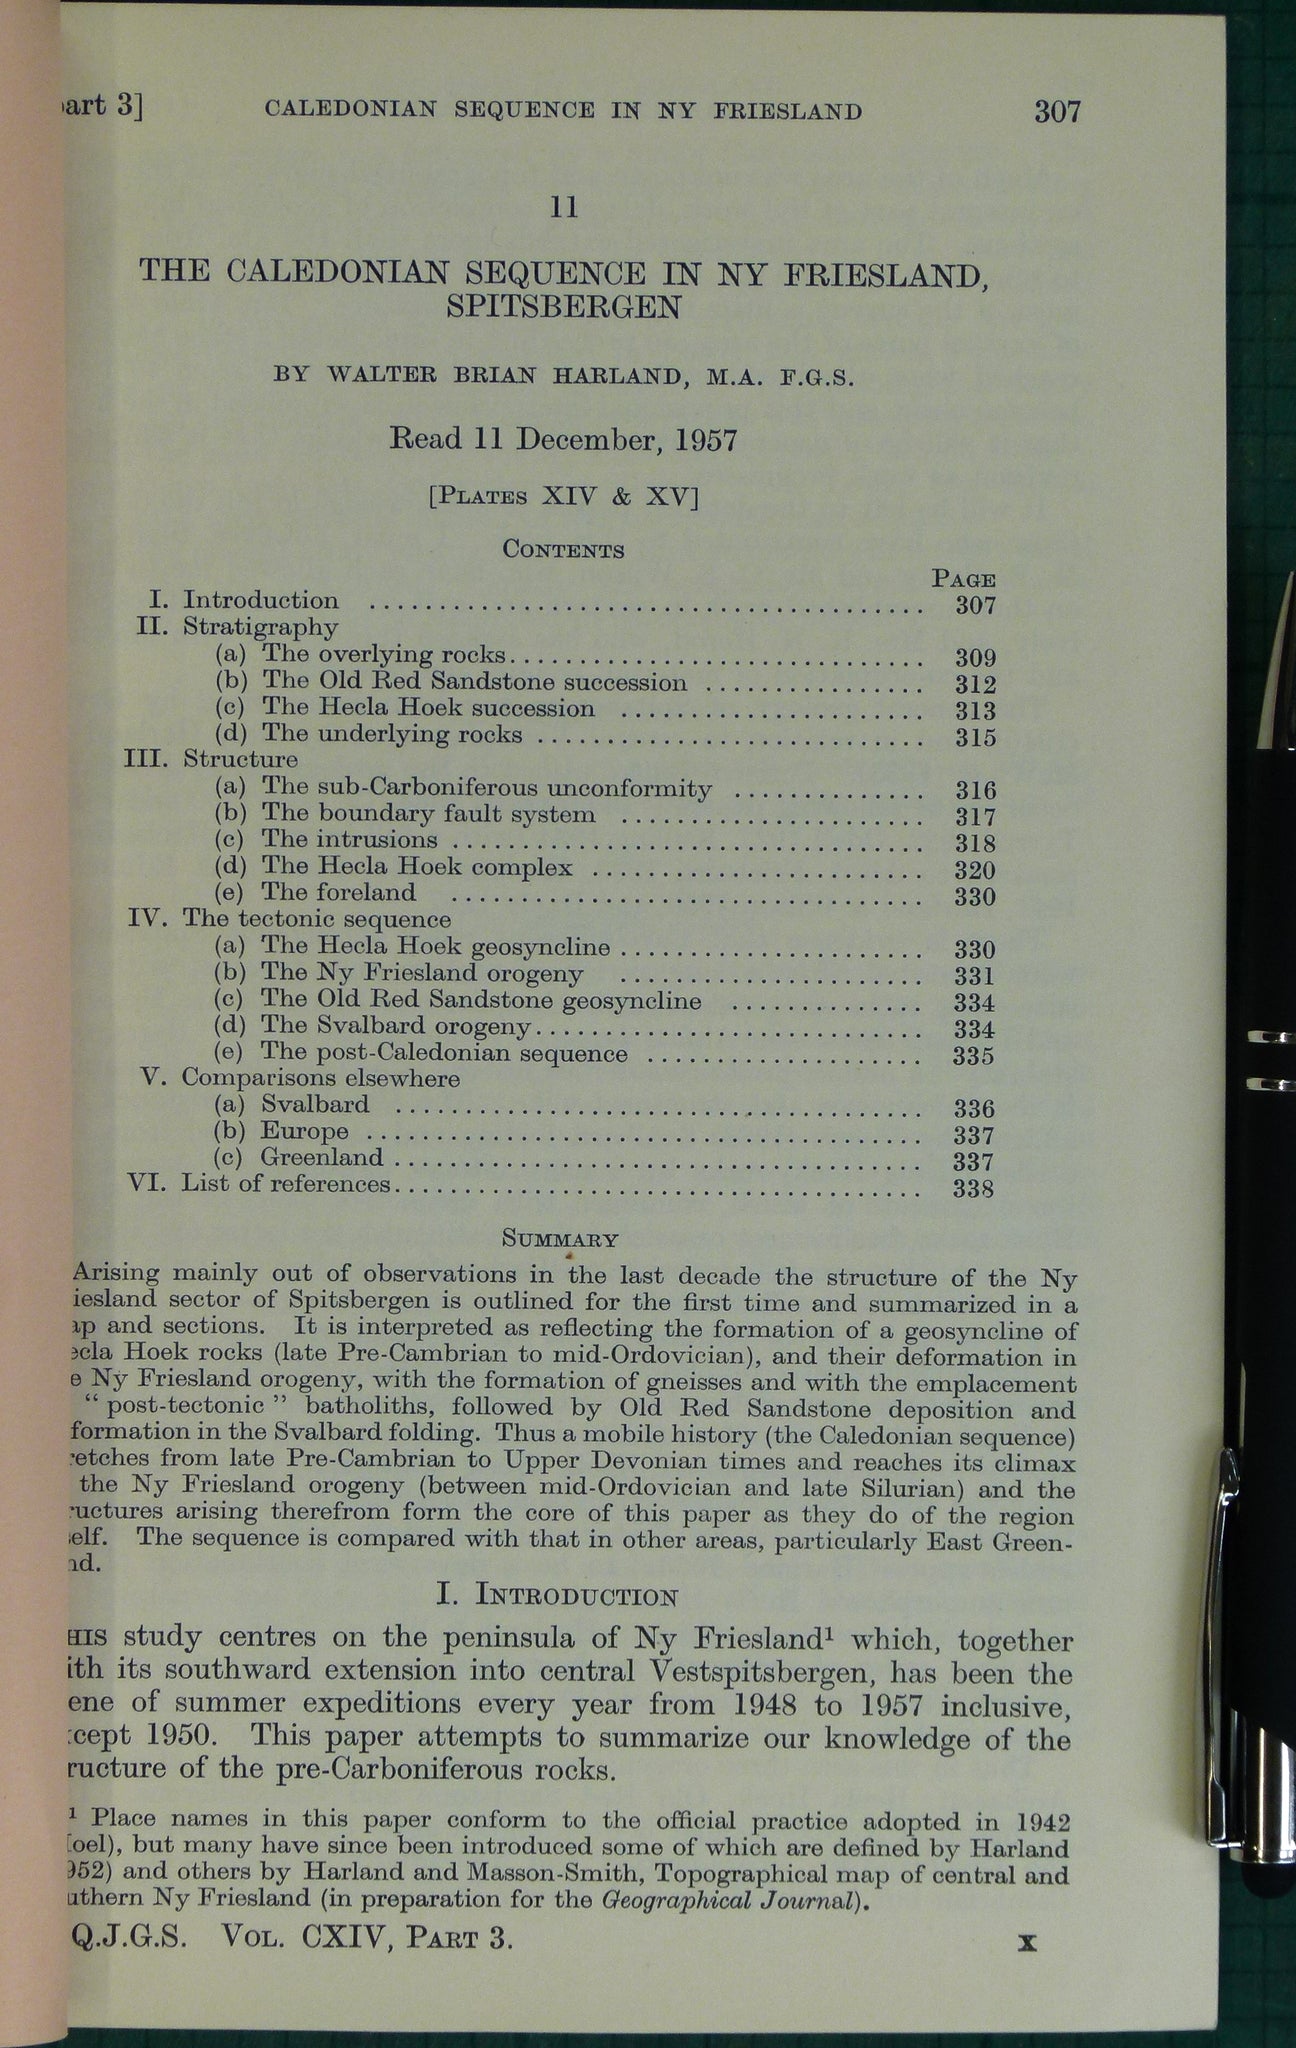 part 3] CALEDONIAN SEQUENCE IN NY FRIESLAND 307
11
THE CALEDONIAN SEQUENCE IN NY FRIESLAND,
SPITSBERGEN
BY WALTER BRIAN HARLAND, M.A. F.G.S.
Read 11 December, 1957
[PLATES XIV & XV]
CONTENTS
PAGE
I. Introduction ........................................ 307
II. Stratigraphy
(a) The overlying rocks.............................. 309
(b) The Old Red Sandstone succession ................ 312
(c) The Hecla Hoek succession ...................... 313
(d) The underlying rocks ............................ 315
III. Structure
(a) The sub-Carboniferous unconformity .............. 316
(b) The boundary fault system ...................... 317
(c) The intrusions .................................. 318
(d) The Hecla Hoek complex ........................ 320
(e) The foreland .................................. 330
IV. The tectonic sequence
(a) The Hecla Hoek geosyncline ...................... 330
(b) The Ny Friesland orogeny ...................... 331
(c) The Old Red Sandstone geosyncline .............. 334
(d) The Svalbard orogeny............................ 334
(e) The post-Caledonian sequence .................... 335
V. Comparisons elsewhere
(a) Svalbard ...................................... 336
(b) Europe ........................................ 337
(c) Greenland ...................................... 337
VI. List of references...................................... 338
SUMMARY
Arising mainly out of observations in the last decade the structure of the Ny
iesland sector of Spitsbergen is outlined for the first time and summarized in a
ap and sections. It is interpreted as reflecting the formation of a geosyncline of
ecla Hoek rocks (late Pre-Cambrian to mid-Ordovician), and their deformation in
e Ny Friesland orogeny, with the formation of gneisses and with the emplacement
" post-tectonic " batholiths, followed by Old Red Sandstone deposition and
formation in the Svalbard folding. Thus a mobile history (the Caledonian sequence)
retches from late Pre-Cambrian to Upper Devonian times and reaches its climax
the Ny Friesland orogeny (between mid-Ordovician and late Silurian) and the
ructures arising therefrom form the core of this paper as they do of the region
self. The sequence is compared with that in other areas, particularly East Green-
nd.
I. INTRODUCTION
HIS study centres on the peninsula of Ny Friesland¹ which, together
ith its southward extension into central Vestspitsbergen, has been the
ene of summer expeditions every year from 1948 to 1957 inclusive,
cept 1950. This paper attempts to summarize our knowledge of the
ructure of the pre-Carboniferous rocks.
¹ Place names in this paper conform to the official practice adopted in 1942
oel), but many have since been introduced some of which are defined by Harland
952) and others by Harland and Masson-Smith, Topographical map of central and
uthern Ny Friesland (in preparation for the Geographical Journal).
Q.J.G.S. VOL. CXIV, PART 3. X